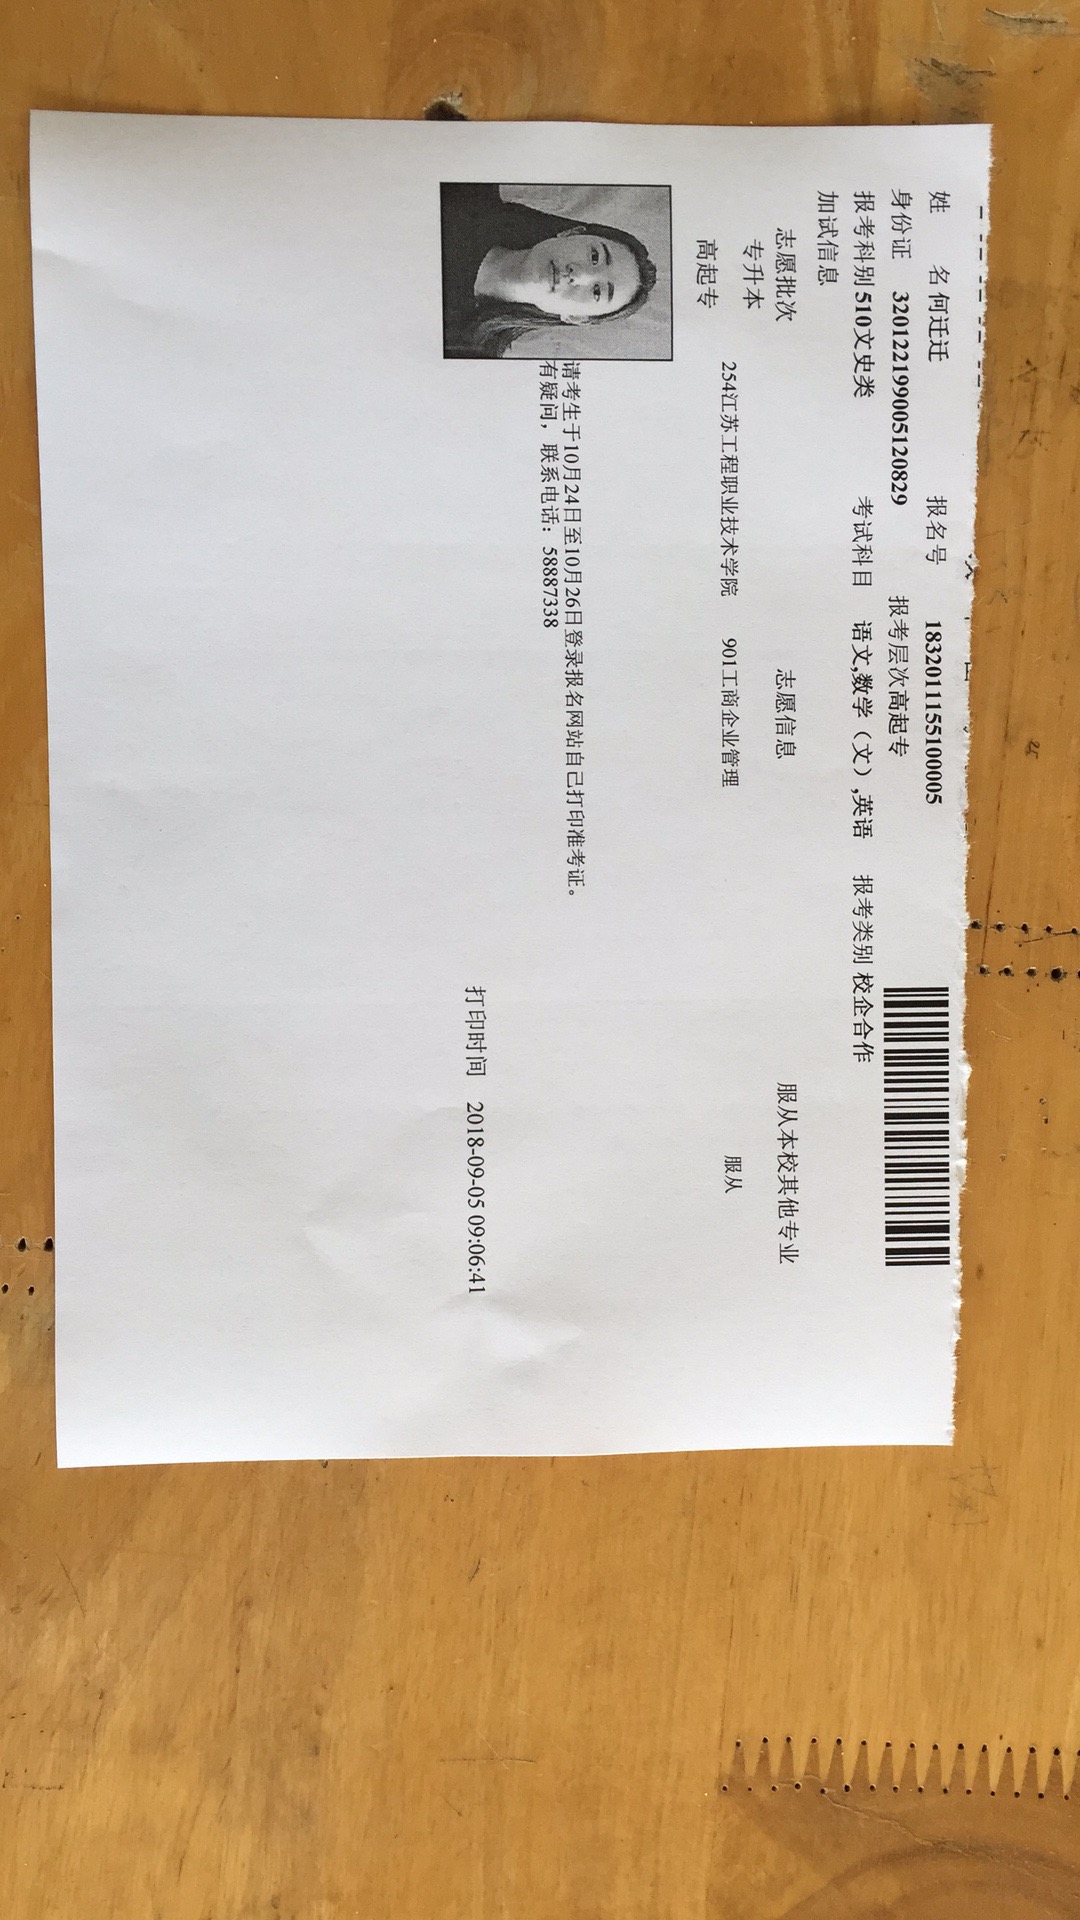 姓 名 何迁迁 报名号 183201115510005
身份证 320122199005120829 报考层次 高起专
报考科别 510文史类 考试科目 语文,数学（文）,英语 报考类别 校企合作
加试信息
志愿批次 志愿信息 服从本校其他专业
专升本
254江苏工程职业技术学院 901工商企业管理 服从
高起专
请考生于10月24日至10月26日登录报名网站自己打印准考证。
有疑问，联系电话：58887338
打印时间 2018-09-05 09:06:41